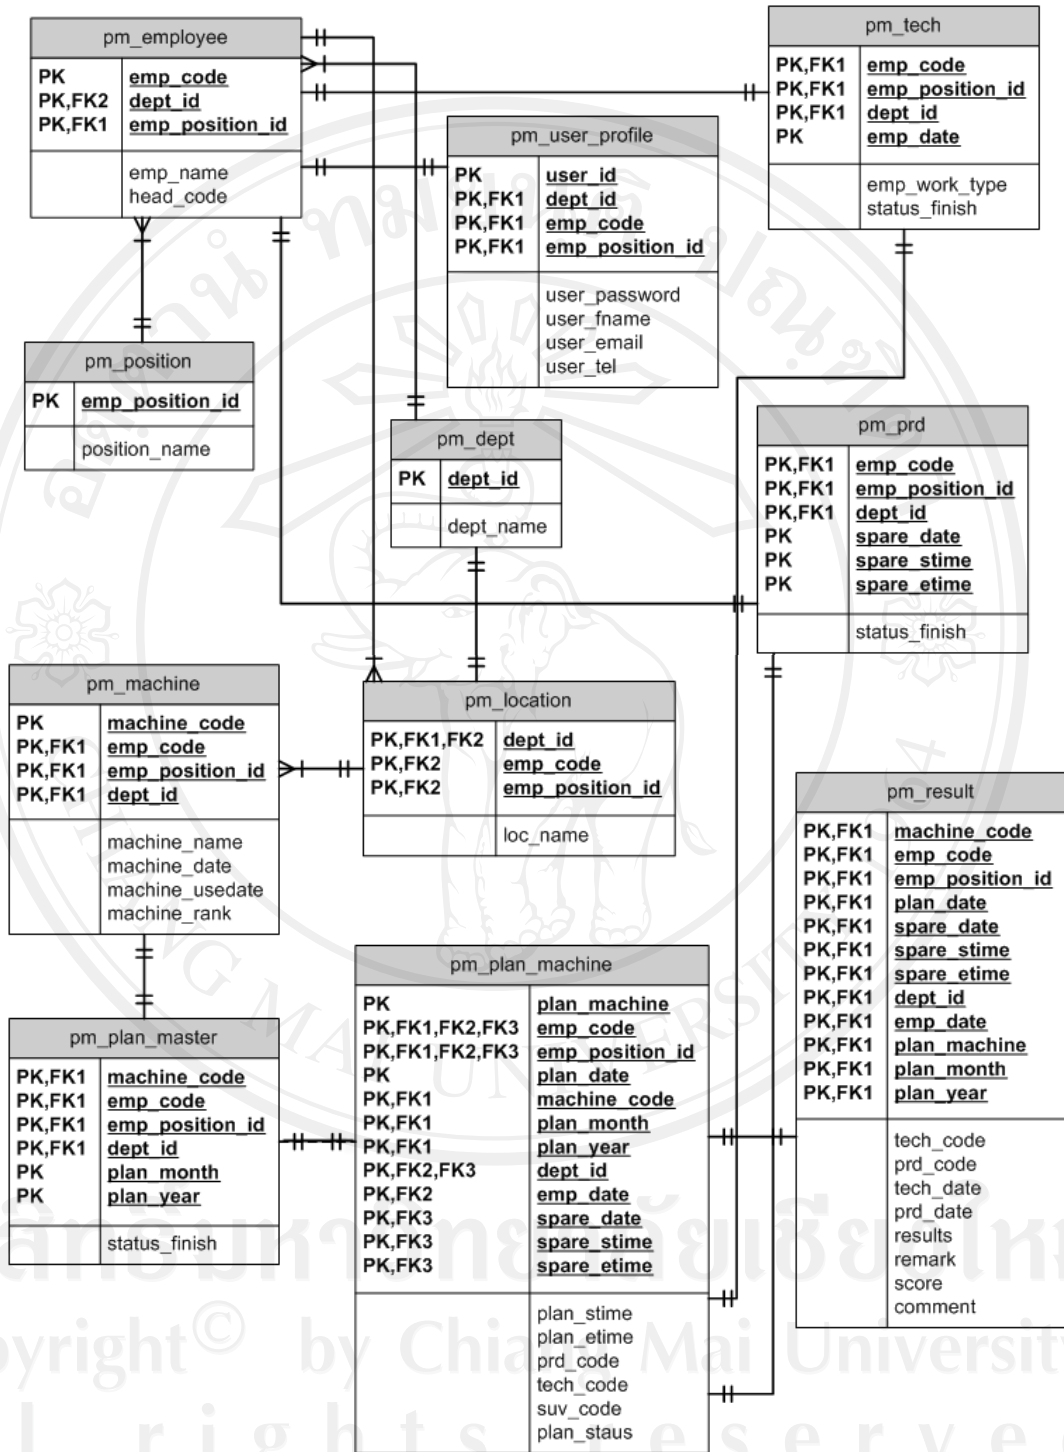 pm_employee
PK emp_code
PK,FK2 dept_id
PK,FK1 emp_position_id
emp_name
head_code
pm_tech
PK,FK1 emp_code
PK,FK1 emp_position_id
PK,FK1 dept_id
PK emp_date
emp_work_type
status_finish
pm_user_profile
PK user_id
PK,FK1 dept_id
PK,FK1 emp_code
PK,FK1 emp_position_id
user_password
user_fname
user_email
user_tel
pm_position
PK emp_position_id
position_name
pm_dept
PK dept_id
dept_name
pm_prd
PK,FK1 emp_code
PK,FK1 emp_position_id
PK,FK1 dept_id
PK spare_date
PK spare_stime
PK spare_etime
status_finish
pm_machine
PK machine_code
PK,FK1 emp_code
PK,FK1 emp_position_id
PK,FK1 dept_id
machine_name
machine_date
machine_usedate
machine_rank
pm_location
PK,FK1,FK2 dept_id
PK,FK2 emp_code
PK,FK2 emp_position_id
loc_name
pm_result
PK,FK1 machine_code
PK,FK1 emp_code
PK,FK1 emp_position_id
PK,FK1 plan_date
PK,FK1 spare_date
PK,FK1 spare_stime
PK,FK1 spare_etime
PK,FK1 dept_id
PK,FK1 emp_date
PK,FK1 plan_machine
PK,FK1 plan_month
PK,FK1 plan_year
tech_code
prd_code
tech_date
prd_date
results
remark
score
comment
pm_plan_master
PK,FK1 machine_code
PK,FK1 emp_code
PK,FK1 emp_position_id
PK,FK1 dept_id
PK plan_month
PK plan_year
status_finish
pm_plan_machine
PK plan_machine
PK,FK1,FK2,FK3 emp_code
PK,FK1,FK2,FK3 emp_position_id
PK plan_date
PK,FK1 machine_code
PK,FK1 plan_month
PK,FK1 plan_year
PK,FK2,FK3 dept_id
PK,FK2 emp_date
PK,FK3 spare_date
PK,FK3 spare_stime
PK,FK3 spare_etime
plan_stime
plan_etime
prd_code
tech_code
suv_code
plan_staus
CHIANG MAI UNIVERSITY 1964
pyright © by Chiang Mai Universit
l rights reserve